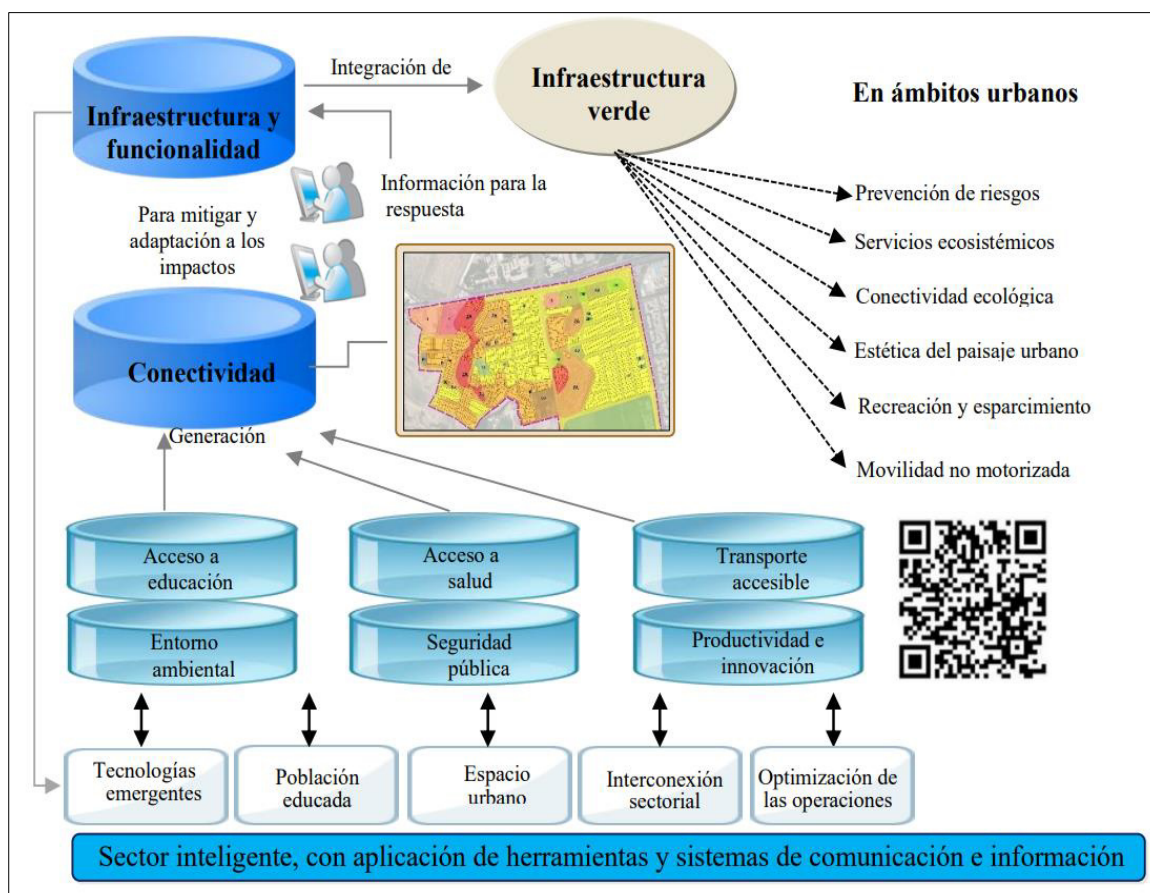 Integración de
Infraestructura
verde
En ámbitos urbanos
Infraestructura y
funcionalidad
Información para la
respuesta
Para mitigar y
adaptación a los
impactos
Prevención de riesgos
Servicios ecosistémicos
Conectividad ecológica
Estética del paisaje urbano
Recreación y esparcimiento
Movilidad no motorizada
Conectividad
Generación
Acceso a
educación
Acceso a
salud
Transporte
accesible
Entorno
ambiental
Seguridad
pública
Productividad e
innovación
Tecnologías
emergentes
Población
educada
Espacio
urbano
Interconexión
sectorial
Optimización de
las operaciones
Sector inteligente, con aplicación de herramientas y sistemas de comunicación e información